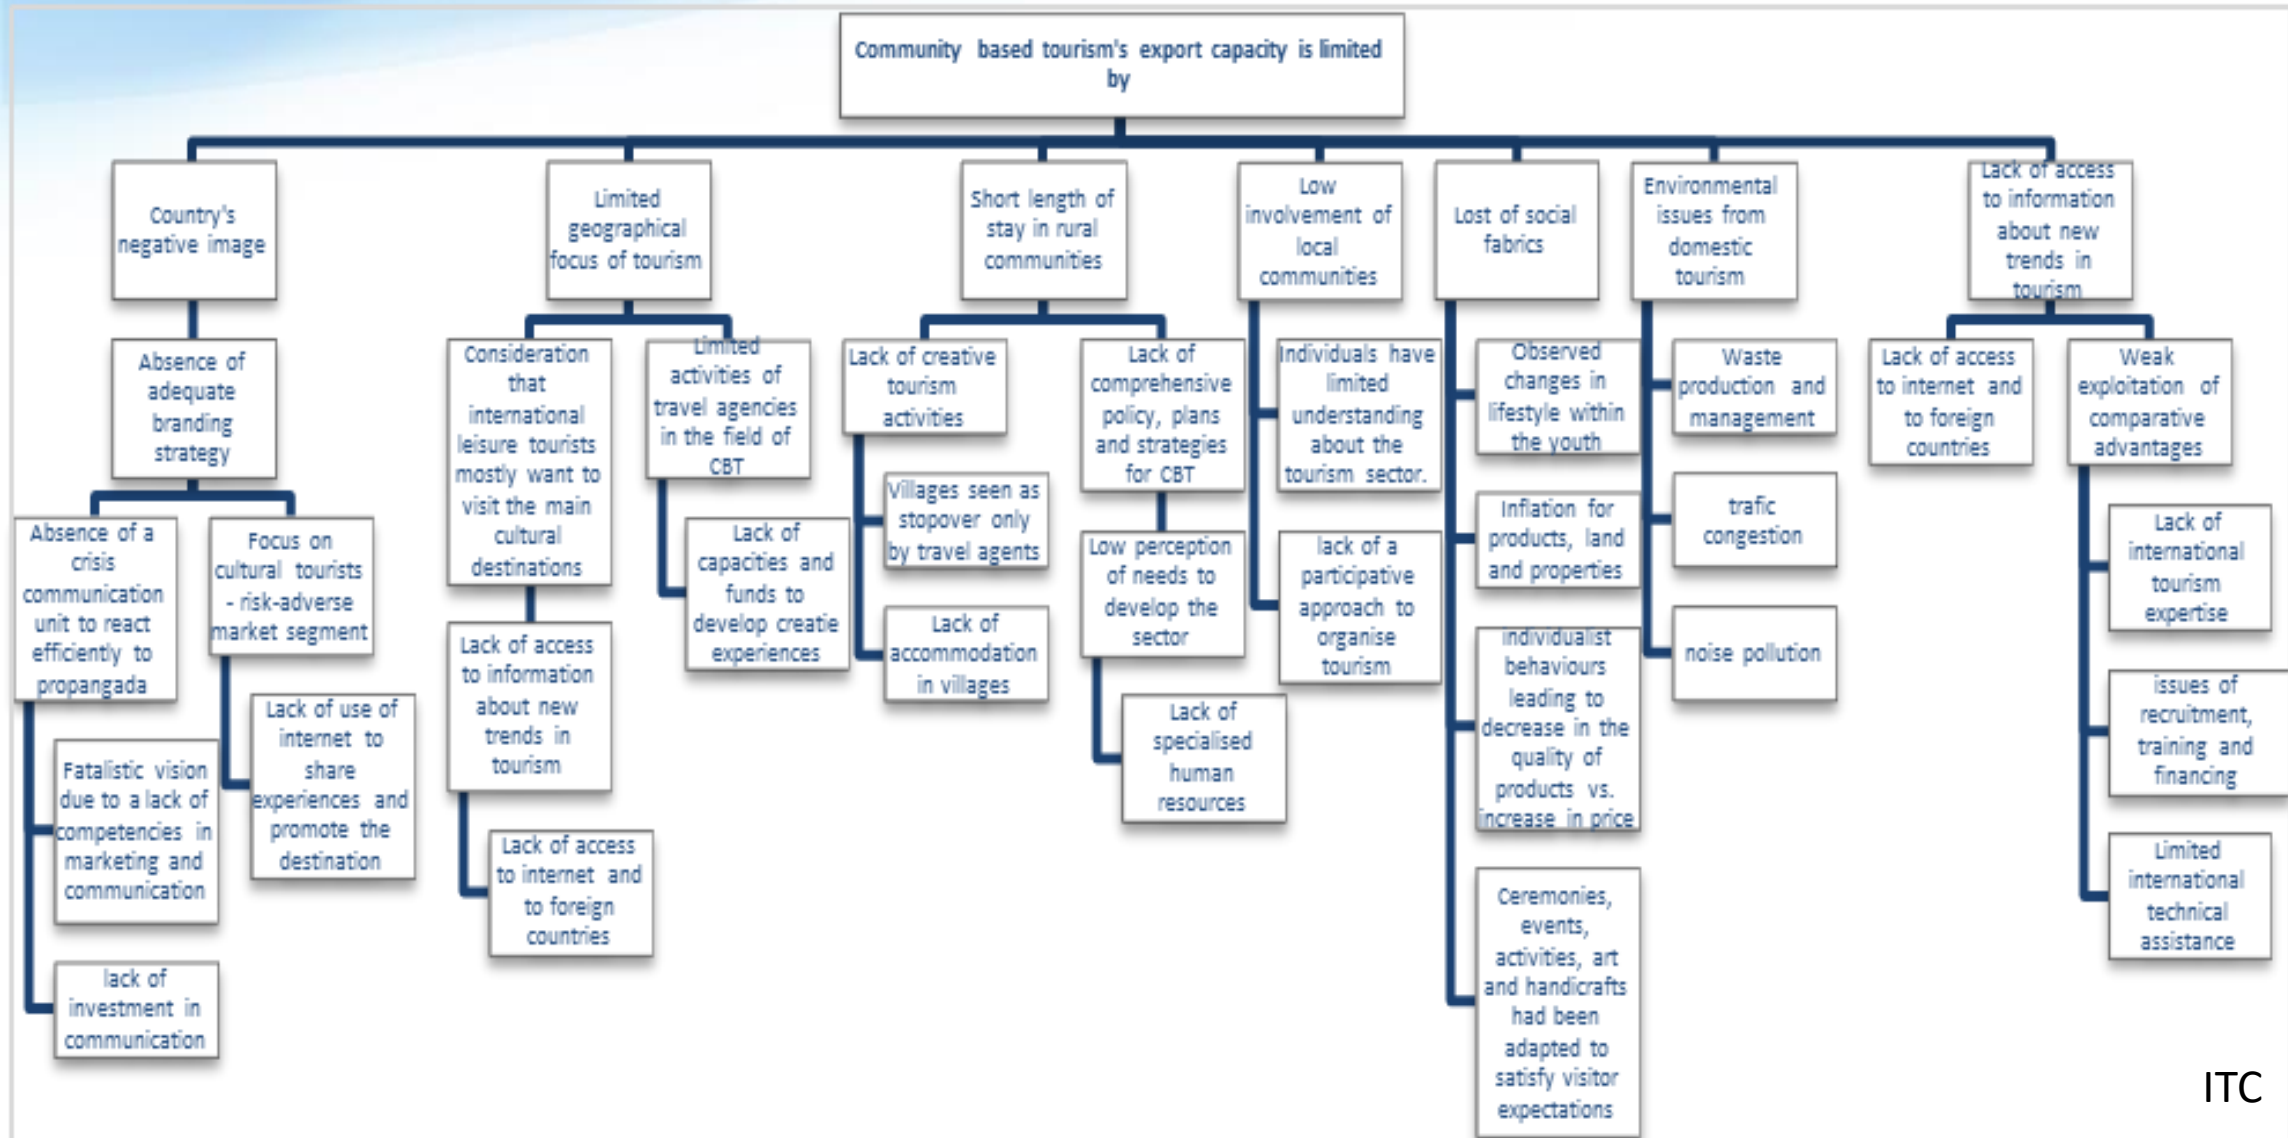 Community based tourism's export capacity is limited
by
Country's
negative image
Limited
geographical
focus of tourism
Short length of
stay in rural
communities
Low
involvement of
local
communities
Lost of social
fabrics
Environmental
issues from
domestic
tourism
Lack of access
to information
about new
trends in
tourism
Absence of
adequate
branding
strategy
Consideration
that
international
leisure tourists
mostly want to
visit the main
cultural
destinations
Limited
activities of
travel agencies
in the field of
CBT
Lack of creative
tourism
activities
Lack of
comprehensive
policy, plans
and strategies
for CBT
Individuals have
limited
understanding
about the
tourism sector.
Observed
changes in
lifestyle within
the youth
Waste
production and
management
Lack of access
to internet and
to foreign
countries
Weak
exploitation of
comparative
advantages
Absence of a
crisis
communication
unit to react
efficiently to
propangada
Focus on
cultural tourists
- risk-adverse
market segment
Lack of
capacities and
funds to
develop creatie
experiences
Villages seen as
stopover only
by travel agents
Low perception
of needs to
develop the
sector
lack of a
participative
approach to
organise
tourism
Inflation for
products, land
and properties
trafic
congestion
Lack of
international
tourism
expertise
Lack of access
to information
about new
trends in
tourism
Lack of
accommodation
in villages
individualist
behaviours
leading to
decrease in the
quality of
products vs.
increase in price
noise pollution
issues of
recruitment,
training and
financing
Fatalistic vision
due to a lack of
competencies in
marketing and
communication
Lack of use of
internet to
share
experiences and
promote the
destination
Lack of
specialised
human
resources
Lack of access
to internet and
to foreign
countries
Ceremonies,
events,
activities, art
and handicrafts
had been
adapted to
satisfy visitor
expectations
Limited
international
technical
assistance
lack of
investment in
communication
ITC